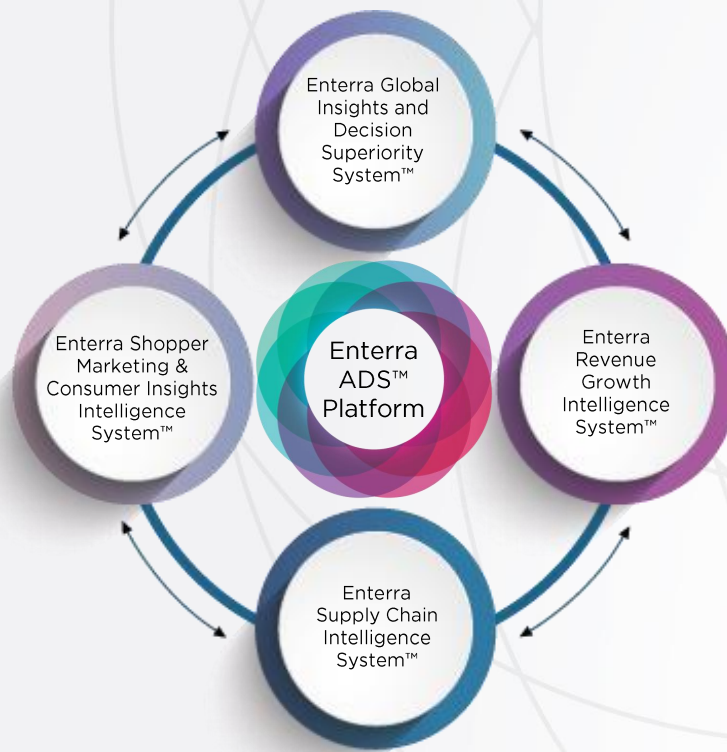 Enterra Global
Insights and
Decision
Superiority
System™
Enterra Shopper
Marketing &
Consumer Insights
Intelligence
System™
Enterra
ADS™
Platform
Enterra
Revenue
Growth
Intelligence
System™
Enterra
Supply Chain
Intelligence
System™